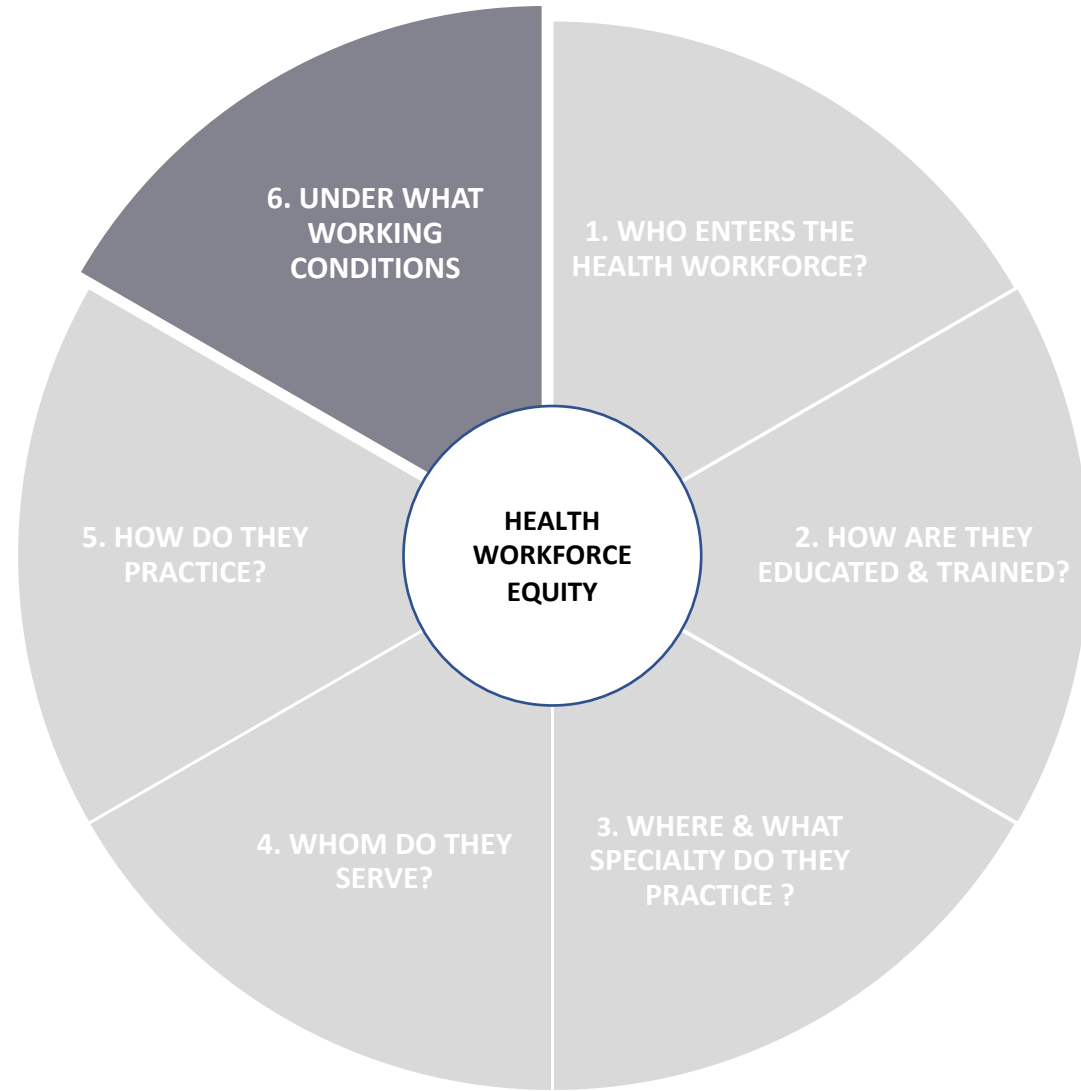 6. UNDER WHAT
WORKING
CONDITIONS
1. WHO ENTERS THE
HEALTH WORKFORCE?
5. HOW DO THEY
PRACTICE?
HEALTH
WORKFORCE
EQUITY
2. HOW ARE THEY
EDUCATED & TRAINED?
4. WHOM DO THEY
SERVE?
3. WHERE & WHAT
SPECIALTY DO THEY
PRACTICE ?